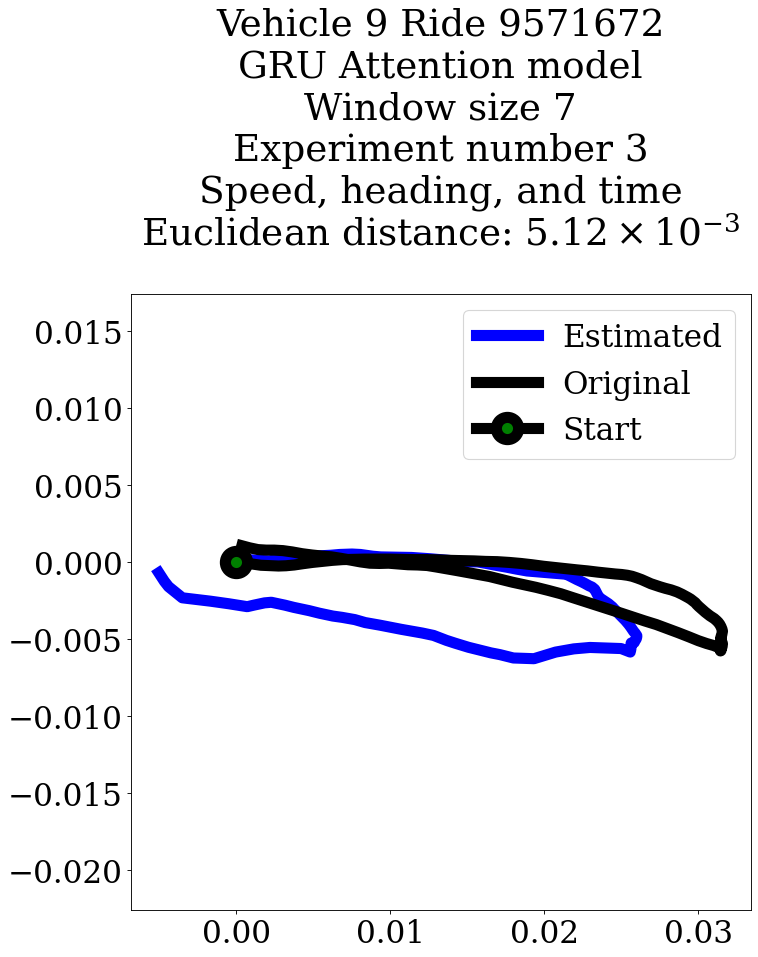 Vehicle 9 Ride 9571672
GRU Attention model
Window size 7
Experiment number 3
Speed, heading, and time
Euclidean distance: 5.12 × 10⁻³
Estimated
Original
Start
0.015
0.010
0.005
0.000
−0.005
−0.010
−0.015
−0.020
0.00 0.01 0.02 0.03